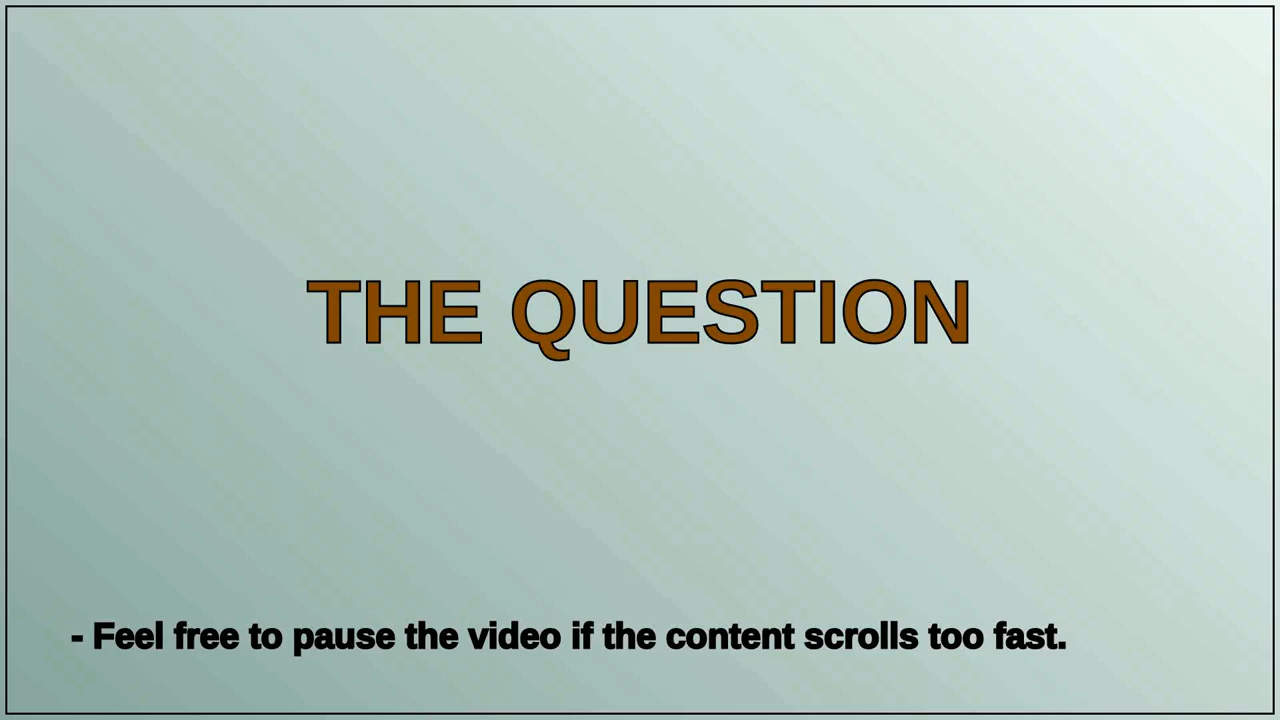 THE QUESTION
- Feel free to pause the video if the content scrolls too fast.